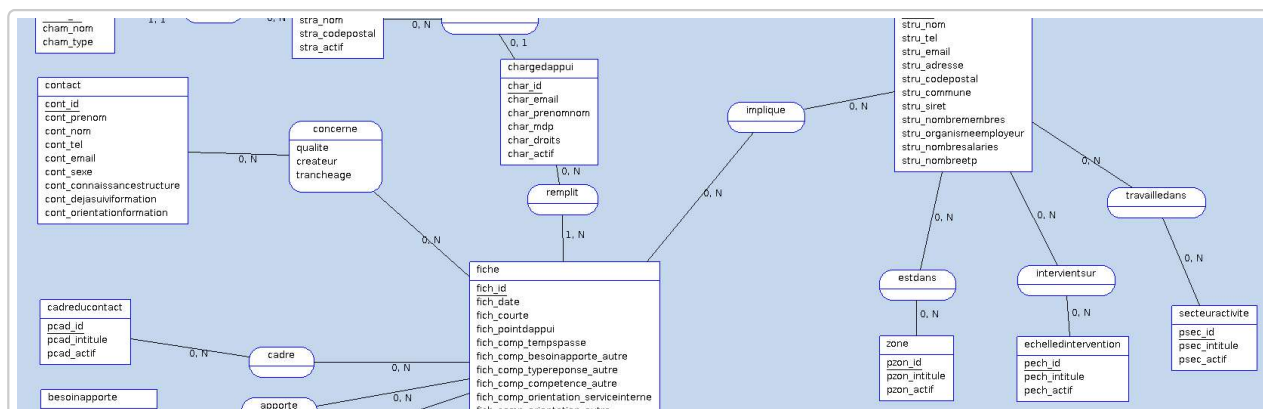 cham_nom
cham_type
1, 1
0, N
stra_nom
stra_codepostal
stra_actif
0, N
0, 1
stru_nom
stru_tel
stru_email
stru_adresse
stru_codepostal
stru_commune
stru_siret
stru_nombremembres
stru_organismeemployeur
stru_nombresalaries
stru_nombreetp
chargedappui
char_id
char_email
char_prenomnom
char_mdp
char_droits
char_actif
contact
cont_id
cont_prenom
cont_nom
cont_tel
cont_email
cont_sexe
cont_connaissancestructure
cont_dejasuiviformation
cont_orientationformation
0, N
concerne
qualite
createur
trancheage
0, N
implique
0, N
0, N
0, N
remplit
1, N
0, N
travailledans
0, N
0, N
estdans
0, N
0, N
intervientsur
0, N
fiche
fich_id
fich_date
fich_courte
fich_pointdappui
fich_comp_tempspasse
fich_comp_besoinapporte_autre
fich_comp_typereponse_autre
fich_comp_competence_autre
fich_comp_orientation_serviceinterne
fich_comp_orientation_autre
cadreducontact
pcad_id
pcad_intitule
pcad_actif
0, N
cadre
0, N
zone
pzon_id
pzon_intitule
pzon_actif
echelledintervention
pech_id
pech_intitule
pech_actif
secteuractivite
psec_id
psec_intitule
psec_actif
besoinapporte
apporte
0, N